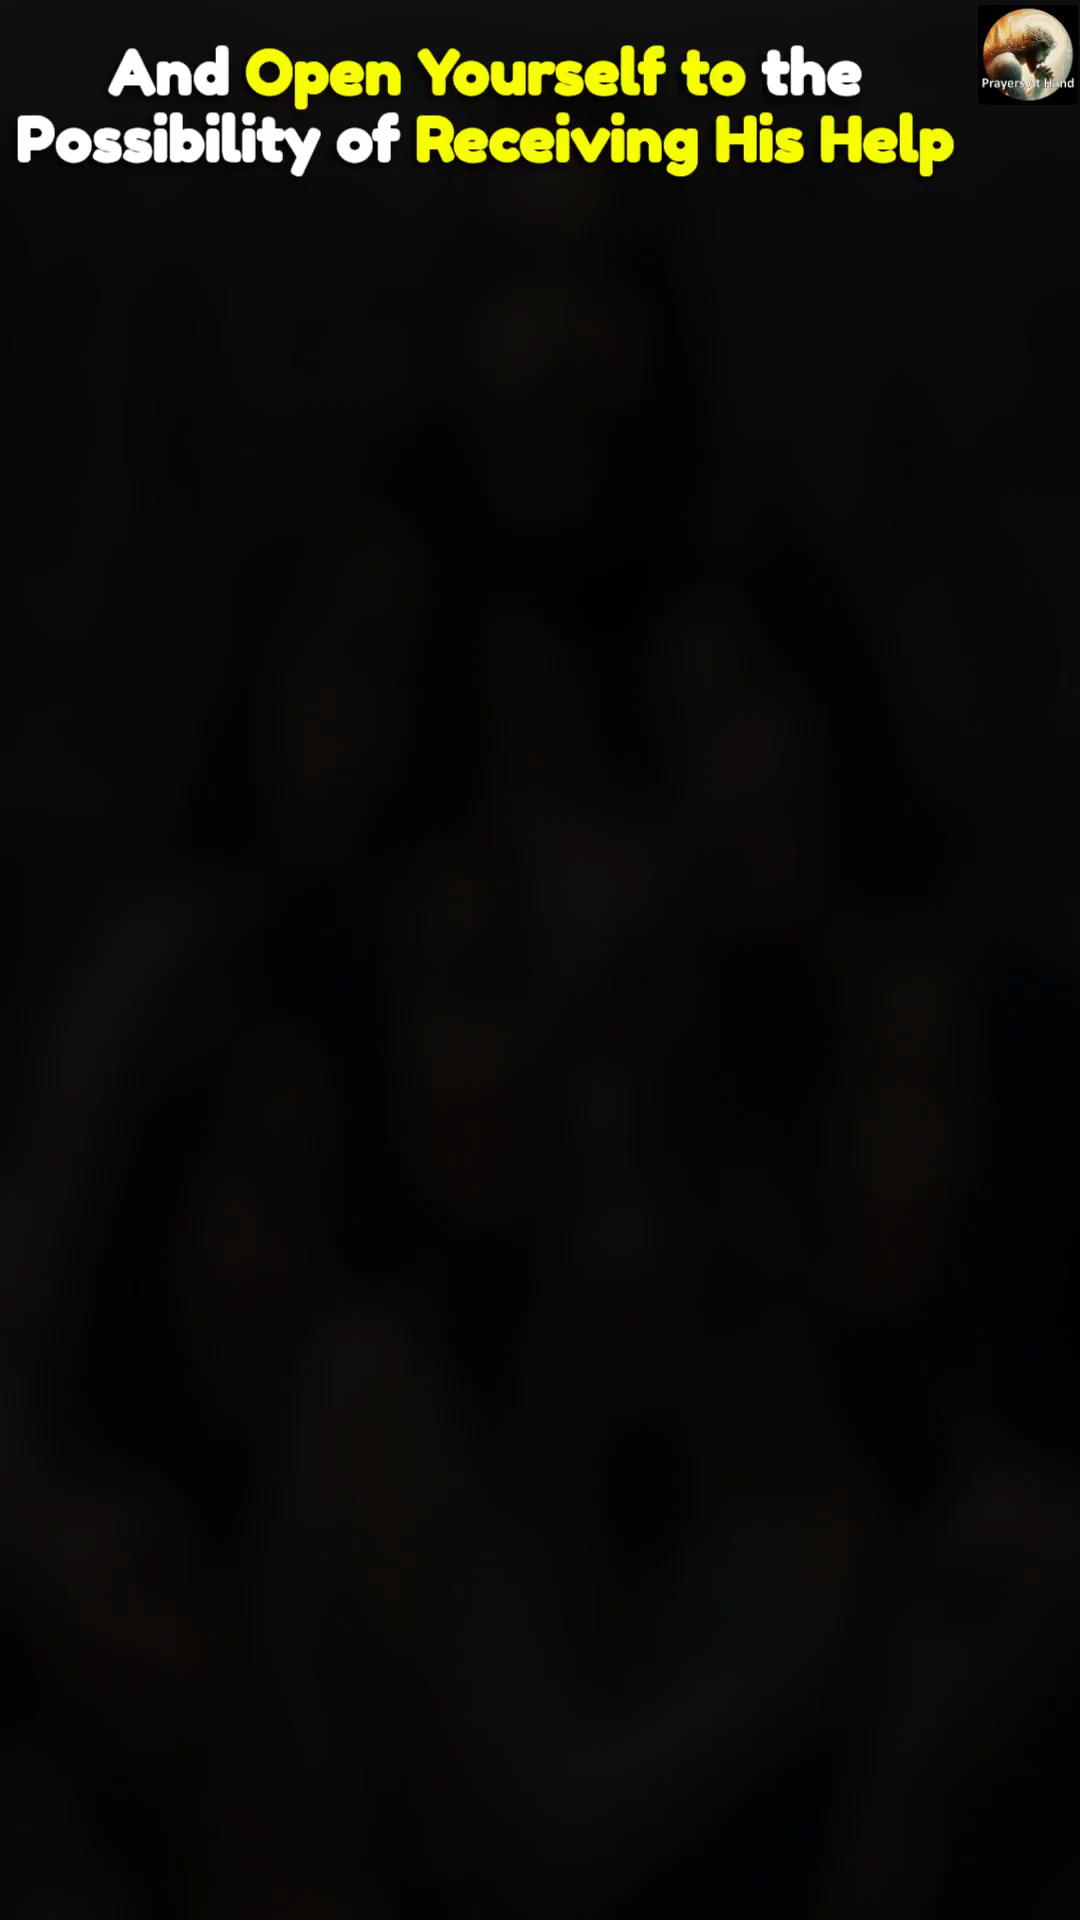 And Open Yourself to the
Possibility of Receiving His Help
Prayers At Hand